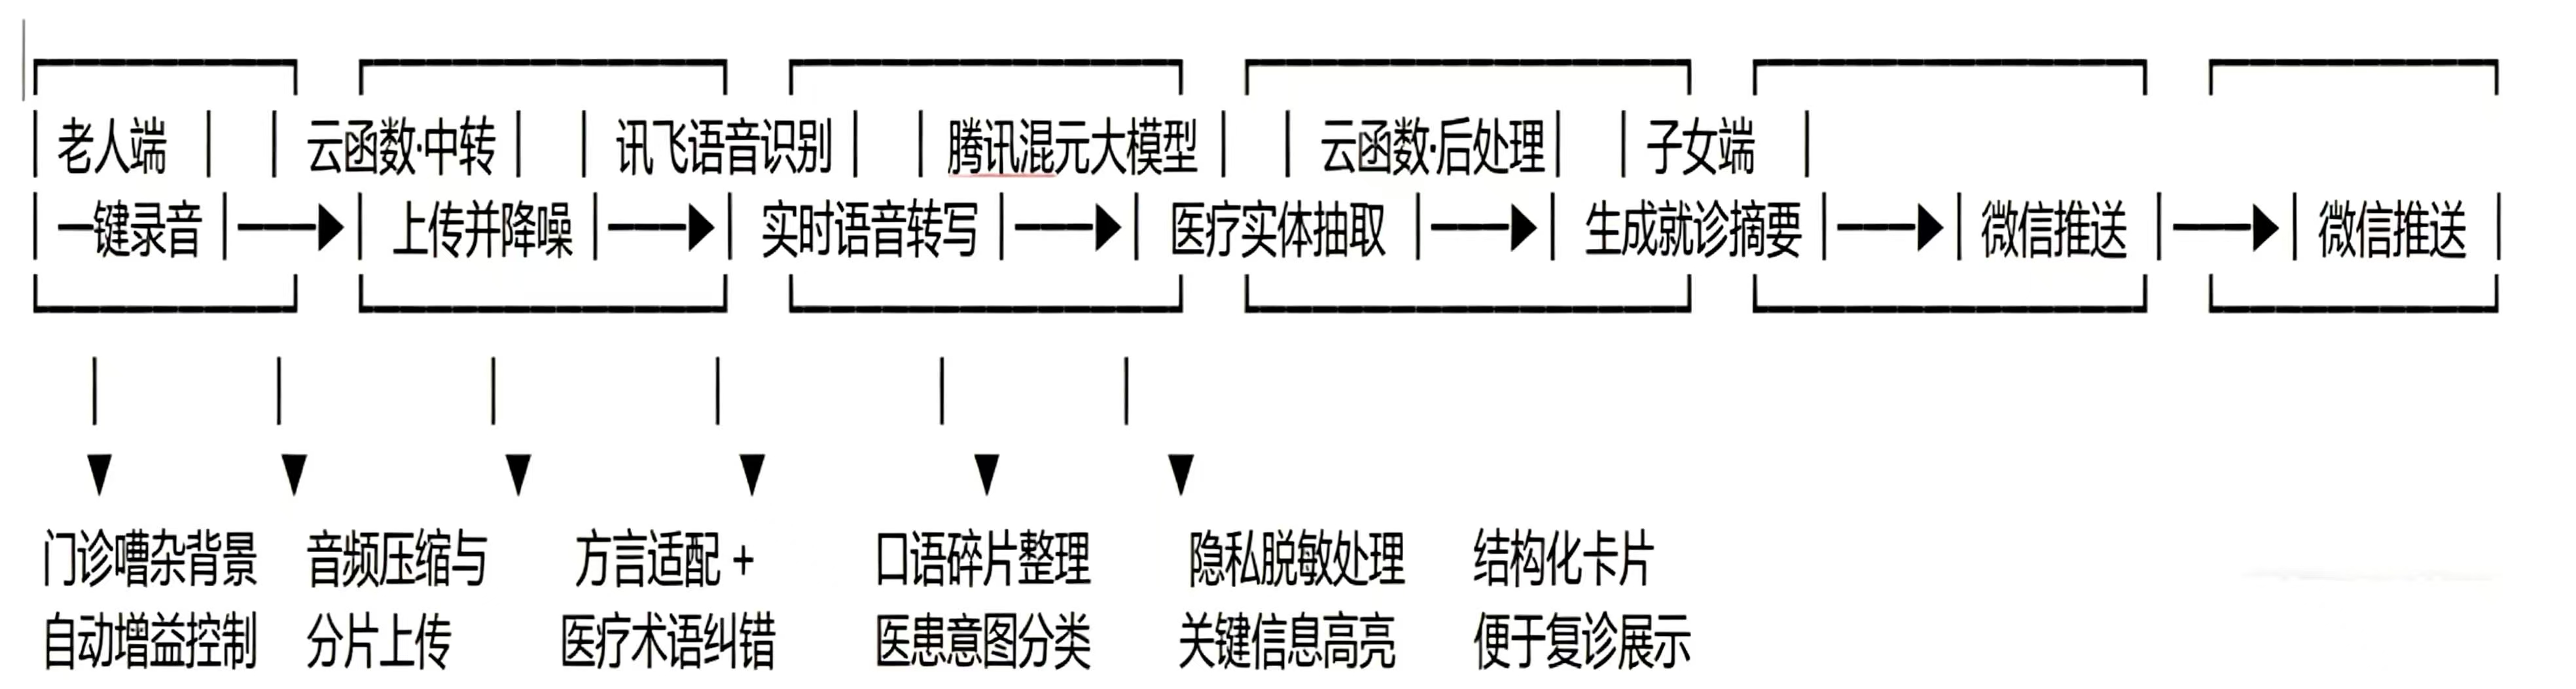 老人端 云函数·中转 讯飞语音识别 腾讯混元大模型 云函数·后处理 子女端
一键录音 上传并降噪 实时语音转写 医疗实体抽取 生成就诊摘要 微信推送 微信推送
门诊嘈杂背景 音频压缩与 方言适配 + 口语碎片整理 隐私脱敏处理 结构化卡片
自动增益控制 分片上传 医疗术语纠错 医患意图分类 关键信息高亮 便于复诊展示